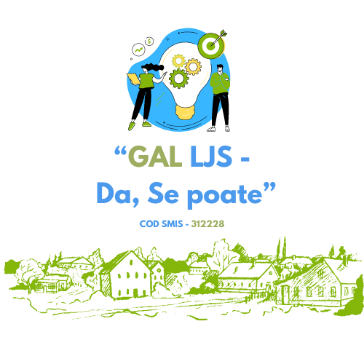 “GAL LJS -
Da, Se poate”
COD SMIS - 312228